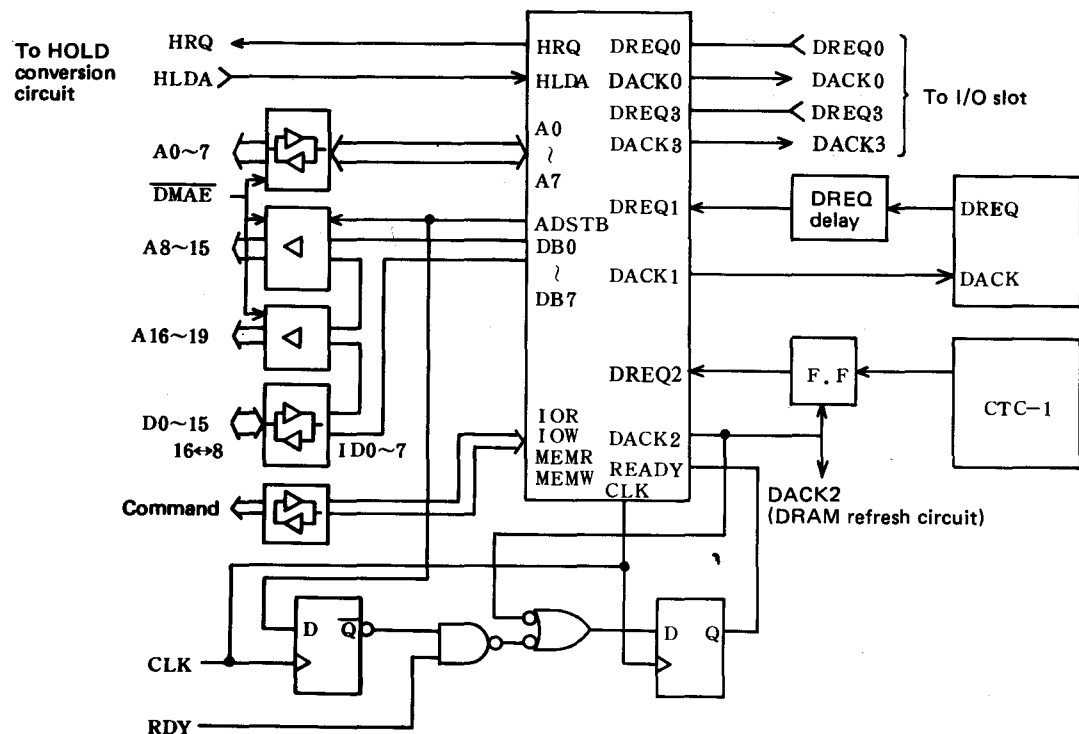 To HOLD
conversion
circuit
HRQ
HLDA
A0~7
DMAE
A8~15
A16~19
D0~15
16↔8
ID0~7
Command
CLK
RDY
HRQ
HLDA
A0
~
A7
ADSTB
DB0
~
DB7
IOR
IOW
MEMR
MEMW
CLK
DREQ0
DACK0
DREQ3
DACK3
DREQ1
DACK1
DREQ2
DACK2
READY
DREQ0
DACK0
DREQ3
DACK3
To I/O slot
DREQ
delay
DREQ
DACK
F.F
CTC-1
DACK2
(DRAM refresh circuit)
D Q
D Q